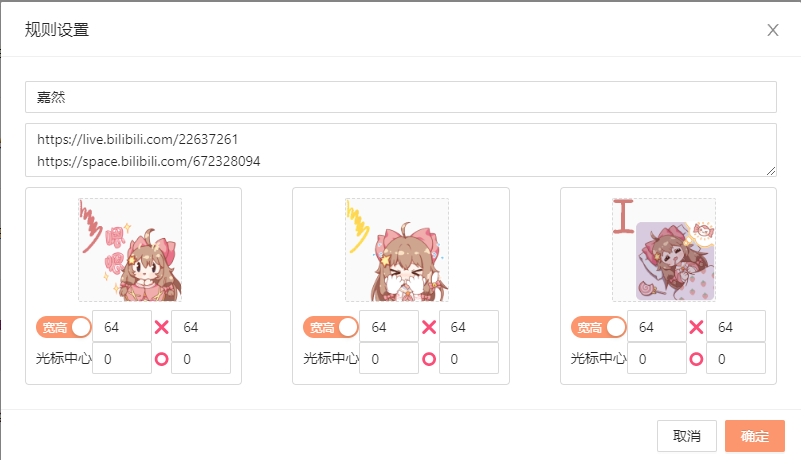 规则设置
嘉然
https://live.bilibili.com/22637261
https://space.bilibili.com/672328094
嘿
嘿
宽高 64 64
宽高 64 64
宽高 64 64
光标中心 0 0
光标中心 0 0
光标中心 0 0
取消 确定